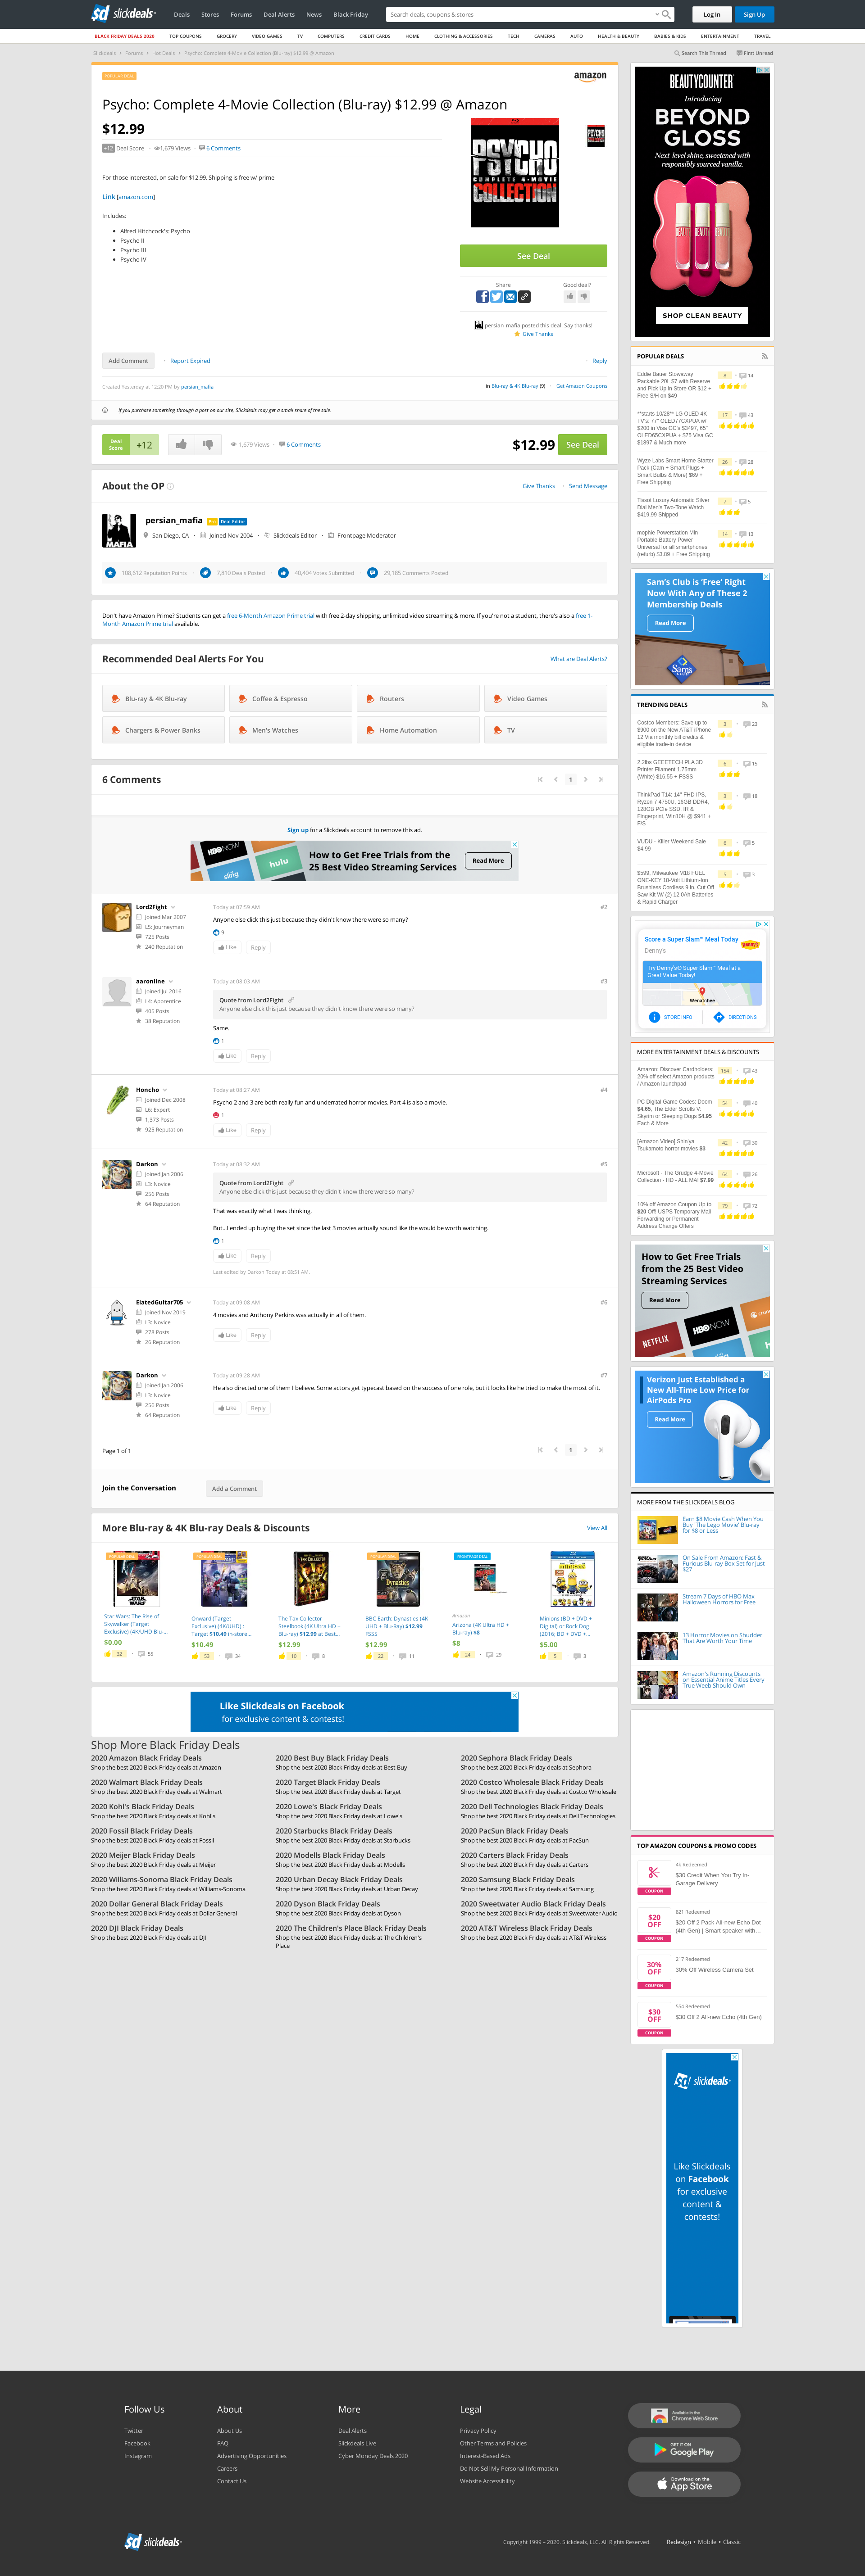 slickdeals
Deals
Stores
Forums
Deal Alerts
News
Black Friday
Search deals, coupons & stores
Log In
Sign Up
BLACK FRIDAY DEALS 2020
TOP COUPONS
GROCERY
VIDEO GAMES
TV
COMPUTERS
CREDIT CARDS
HOME
CLOTHING & ACCESSORIES
TECH
CAMERAS
AUTO
HEALTH & BEAUTY
BABIES & KIDS
ENTERTAINMENT
TRAVEL
Slickdeals
Forums
Hot Deals
Psycho: Complete 4-Movie Collection (Blu-ray) $12.99 @ Amazon
Search This Thread
First Unread
POPULAR DEAL
amazon
Psycho: Complete 4-Movie Collection (Blu-ray) $12.99 @ Amazon
$12.99
+12 Deal Score
1,679 Views
6 Comments
For those interested, on sale for $12.99. Shipping is free w/ prime
Link [amazon.com]
Includes:
Alfred Hitchcock's: Psycho
Psycho II
Psycho III
Psycho IV
PSYCHO
COMPLETE 4-MOVIE
COLLECTION
See Deal
Share
Good deal?
persian_mafia posted this deal. Say thanks!
Give Thanks
Add Comment
Report Expired
Reply
Created Yesterday at 12:20 PM by persian_mafia
in Blu-ray & 4K Blu-ray (9)
Get Amazon Coupons
If you purchase something through a post on our site, Slickdeals may get a small share of the sale.
Deal Score
+12
1,679 Views
6 Comments
$12.99
See Deal
About the OP
Give Thanks
Send Message
MAFIA
persian_mafia
Pro
Deal Editor
San Diego, CA
Joined Nov 2004
Slickdeals Editor
Frontpage Moderator
108,612 Reputation Points
7,810 Deals Posted
40,404 Votes Submitted
29,185 Comments Posted
Don't have Amazon Prime? Students can get a free 6-Month Amazon Prime trial with free 2-day shipping, unlimited video streaming & more. If you're not a student, there's also a free 1-
Month Amazon Prime trial available.
Recommended Deal Alerts For You
What are Deal Alerts?
Blu-ray & 4K Blu-ray
Coffee & Espresso
Routers
Video Games
Chargers & Power Banks
Men's Watches
Home Automation
TV
6 Comments
1
Sign up for a Slickdeals account to remove this ad.
HBO NOW
hulu
sling
How to Get Free Trials from the
25 Best Video Streaming Services
Read More
Lord2Fight
Joined Mar 2007
L5: Journeyman
725 Posts
240 Reputation
Today at 07:59 AM
#2
Anyone else click this just because they didn't know there were so many?
9
Like
Reply
aaronline
Joined Jul 2016
L4: Apprentice
405 Posts
38 Reputation
Today at 08:03 AM
#3
Quote from Lord2Fight
Anyone else click this just because they didn't know there were so many?
Same.
1
Like
Reply
Honcho
Joined Dec 2008
L6: Expert
1,373 Posts
925 Reputation
Today at 08:27 AM
#4
Psycho 2 and 3 are both really fun and underrated horror movies. Part 4 is also a movie.
1
Like
Reply
Darkon
Joined Jan 2006
L3: Novice
256 Posts
64 Reputation
Today at 08:32 AM
#5
Quote from Lord2Fight
Anyone else click this just because they didn't know there were so many?
That was exactly what I was thinking.
But...I ended up buying the set since the last 3 movies actually sound like the would be worth watching.
1
Like
Reply
Last edited by Darkon Today at 08:51 AM.
ElatedGuitar705
Joined Nov 2019
L3: Novice
278 Posts
26 Reputation
Today at 09:08 AM
#6
4 movies and Anthony Perkins was actually in all of them.
Like
Reply
Darkon
Joined Jan 2006
L3: Novice
256 Posts
64 Reputation
Today at 09:28 AM
#7
He also directed one of them I believe. Some actors get typecast based on the success of one role, but it looks like he tried to make the most of it.
Like
Reply
Page 1 of 1
1
Join the Conversation
Add a Comment
More Blu-ray & 4K Blu-ray Deals & Discounts
View All
Star Wars: The Rise of
Skywalker (Target
Exclusive) (4K/UHD Blu-...
$0.00
32
55
Onward (Target
Exclusive) (4K/UHD) :
Target $10.49 in-store...
$10.49
53
34
The Tax Collector
Steelbook (4K Ultra HD +
Blu-ray) $12.99 at Best...
$12.99
10
8
BBC Earth: Dynasties (4K
UHD + Blu-Ray) $12.99
FSSS
$12.99
22
11
Amazon
Arizona (4K Ultra HD +
Blu-ray) $8
$8
24
29
Minions (BD + DVD +
Digital) or Rock Dog
(2016; BD + DVD +...
$5.00
5
3
Like Slickdeals on Facebook
for exclusive content & contests!
Shop More Black Friday Deals
2020 Amazon Black Friday Deals
Shop the best 2020 Black Friday deals at Amazon
2020 Best Buy Black Friday Deals
Shop the best 2020 Black Friday deals at Best Buy
2020 Sephora Black Friday Deals
Shop the best 2020 Black Friday deals at Sephora
2020 Walmart Black Friday Deals
Shop the best 2020 Black Friday deals at Walmart
2020 Target Black Friday Deals
Shop the best 2020 Black Friday deals at Target
2020 Costco Wholesale Black Friday Deals
Shop the best 2020 Black Friday deals at Costco Wholesale
2020 Kohl's Black Friday Deals
Shop the best 2020 Black Friday deals at Kohl's
2020 Lowe's Black Friday Deals
Shop the best 2020 Black Friday deals at Lowe's
2020 Dell Technologies Black Friday Deals
Shop the best 2020 Black Friday deals at Dell Technologies
2020 Fossil Black Friday Deals
Shop the best 2020 Black Friday deals at Fossil
2020 Starbucks Black Friday Deals
Shop the best 2020 Black Friday deals at Starbucks
2020 PacSun Black Friday Deals
Shop the best 2020 Black Friday deals at PacSun
2020 Meijer Black Friday Deals
Shop the best 2020 Black Friday deals at Meijer
2020 Modells Black Friday Deals
Shop the best 2020 Black Friday deals at Modells
2020 Carters Black Friday Deals
Shop the best 2020 Black Friday deals at Carters
2020 Williams-Sonoma Black Friday Deals
Shop the best 2020 Black Friday deals at Williams-Sonoma
2020 Urban Decay Black Friday Deals
Shop the best 2020 Black Friday deals at Urban Decay
2020 Samsung Black Friday Deals
Shop the best 2020 Black Friday deals at Samsung
2020 Dollar General Black Friday Deals
Shop the best 2020 Black Friday deals at Dollar General
2020 Dyson Black Friday Deals
Shop the best 2020 Black Friday deals at Dyson
2020 Sweetwater Audio Black Friday Deals
Shop the best 2020 Black Friday deals at Sweetwater Audio
2020 DJI Black Friday Deals
Shop the best 2020 Black Friday deals at DJI
2020 The Children's Place Black Friday Deals
Shop the best 2020 Black Friday deals at The Children's
Place
2020 AT&T Wireless Black Friday Deals
Shop the best 2020 Black Friday deals at AT&T Wireless
BEAUTYCOUNTER
Introducing
BEYOND
GLOSS
Next-level shine, sweetened
with responsibly sourced vanilla.
SHOP CLEAN BEAUTY
POPULAR DEALS
Eddie Bauer Stowaway
Packable 20L $7 with Reserve
and Pick Up in Store OR $12 +
Free S/H on $49
8
14
**starts 10/28** LG OLED 4K
TV's: 77" OLED77CXPUA w/
$200 in Visa GC's $3497, 65"
OLED65CXPUA + $75 Visa GC
$1897 & Much more
17
43
Wyze Labs Smart Home Starter
Pack (Cam + Smart Plugs +
Smart Bulbs & More) $69 +
Free Shipping
26
28
Tissot Luxury Automatic Silver
Dial Men's Two-Tone Watch
$419.99 Shipped
7
5
mophie Powerstation Min
Portable Battery Power
Universal for all smartphones
(refurb) $3.89 + Free Shipping
14
13
Sam's Club is 'Free' Right
Now With Any of These 2
Membership Deals
Read More
TRENDING DEALS
Costco Members: Save up to
$900 on the New AT&T iPhone
12 Via monthly bill credits &
eligible trade-in device
3
23
2.2lbs GEEETECH PLA 3D
Printer Filament 1.75mm
(White) $16.55 + FSSS
6
15
ThinkPad T14: 14" FHD IPS,
Ryzen 7 4750U, 16GB DDR4,
128GB PCIe SSD, IR &
Fingerprint, Win10H @ $941 +
F/S
3
18
VUDU - Killer Weekend Sale
$4.99
6
5
$599, Milwaukee M18 FUEL
ONE-KEY 18-Volt Lithium-Ion
Brushless Cordless 9 in. Cut Off
Saw Kit W/ (2) 12.0Ah Batteries
& Rapid Charger
5
3
Score a Super Slam™ Meal Today
Denny's
Try Denny's® Super Slam™ Meal at a
Great Value Today!
Wenatchee
STORE INFO
DIRECTIONS
MORE ENTERTAINMENT DEALS & DISCOUNTS
Amazon: Discover Cardholders:
20% off select Amazon products
/ Amazon launchpad
154
43
PC Digital Game Codes: Doom
$4.65, The Elder Scrolls V:
Skyrim or Sleeping Dogs $4.95
Each & More
54
40
[Amazon Video] Shin'ya
Tsukamoto horror movies $3
42
30
Microsoft - The Grudge 4-Movie
Collection - HD - ALL MA! $7.99
64
26
10% off Amazon Coupon Up to
$20 Off! USPS Temporary Mail
Forwarding or Permanent
Address Change Offers
79
72
How to Get Free Trials
from the 25 Best Video
Streaming Services
Read More
NETFLIX
HBO NOW
hulu
Verizon Just Established a
New All-Time Low Price for
AirPods Pro
Read More
MORE FROM THE SLICKDEALS BLOG
Earn $8 Movie Cash When You
Buy 'The Lego Movie' Blu-ray
for $8 or Less
On Sale From Amazon: Fast &
Furious Blu-ray Box Set for Just
$27
Stream 7 Days of HBO Max
Halloween Horrors for Free
13 Horror Movies on Shudder
That Are Worth Your Time
Amazon's Running Discounts
on Essential Anime Titles Every
True Weeb Should Own
TOP AMAZON COUPONS & PROMO CODES
COUPON
4k Redeemed
$30 Credit When You Try In-
Garage Delivery
$20
OFF
COUPON
821 Redeemed
$20 Off 2 Pack All-new Echo Dot
(4th Gen) | Smart speaker with...
30%
OFF
COUPON
217 Redeemed
30% Off Wireless Camera Set
$30
OFF
COUPON
554 Redeemed
$30 Off 2 All-new Echo (4th Gen)
slickdeals
Like Slickdeals
on Facebook
for exclusive
content &
contests!
Follow Us
Twitter
Facebook
Instagram
About
About Us
FAQ
Advertising Opportunities
Careers
Contact Us
More
Deal Alerts
Slickdeals Live
Cyber Monday Deals 2020
Legal
Privacy Policy
Other Terms and Policies
Interest-Based Ads
Do Not Sell My Personal Information
Website Accessibility
Available in the
Chrome Web Store
GET IT ON
Google Play
Download on the
App Store
slickdeals
Copyright 1999 – 2020. Slickdeals, LLC. All Rights Reserved.
Redesign • Mobile • Classic